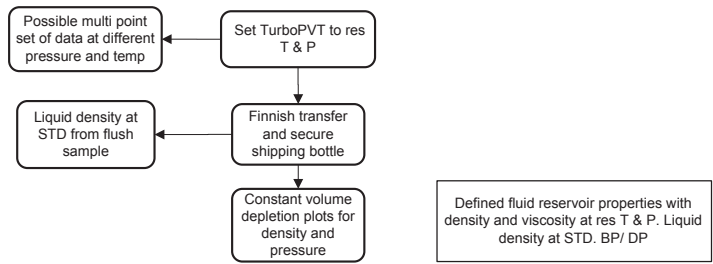 Possible multi point
set of data at different
pressure and temp
Set TurboPVT to res
T & P
Liquid density at
STD from flush
sample
Finnish transfer
and secure
shipping bottle
Constant volume
depletion plots for
density and
pressure
Defined fluid reservoir properties with
density and viscosity at res T & P. Liquid
density at STD. BP/ DP